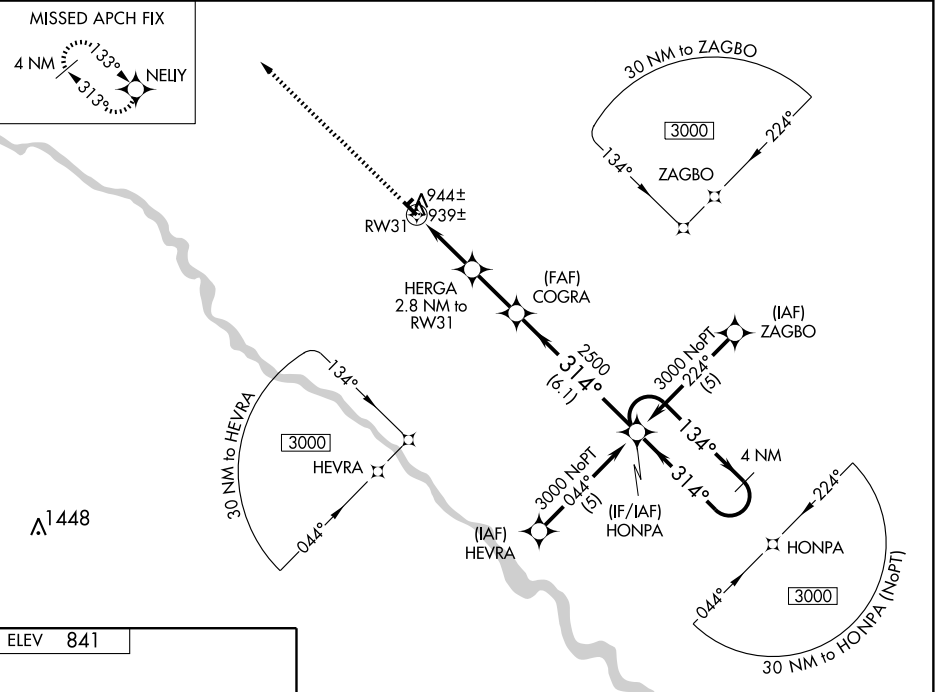 MISSED APCH FIX
4 NM
133°
313°
NELIY
30 NM to ZAGBO
3000
134°
224°
ZAGBO
944±
939±
RW31
HERGA
2.8 NM to
RW31
(FAF)
COGRA
2500
314°
(6.1)
(IAF)
ZAGBO
3000 NoPT
224°
(5)
134°
314°
4 NM
3000 NoPT
044°
(5)
(IF/IAF)
HONPA
(IAF)
HEVRA
30 NM to HEVRA
134°
3000
HEVRA
044°
1448
224°
HONPA
044°
3000
30 NM to HONPA (NoPT)
ELEV 841